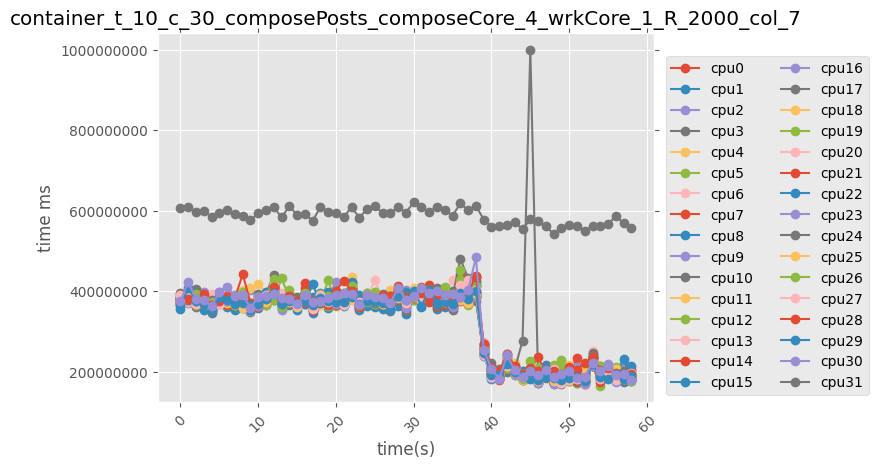 container_t_10_c_30_composePosts_composeCore_4_wrkCore_1_R_2000_col_7
1000000000
800000000
600000000
400000000
200000000
time ms
0
10
20
30
40
50
60
time(s)
cpu0
cpu1
cpu2
cpu3
cpu4
cpu5
cpu6
cpu7
cpu8
cpu9
cpu10
cpu11
cpu12
cpu13
cpu14
cpu15
cpu16
cpu17
cpu18
cpu19
cpu20
cpu21
cpu22
cpu23
cpu24
cpu25
cpu26
cpu27
cpu28
cpu29
cpu30
cpu31